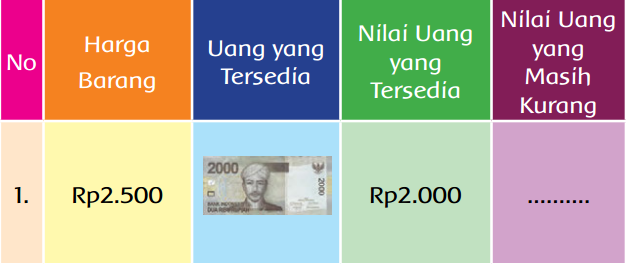 No
Harga
Barang
Uang yang
Tersedia
Nilai Uang
yang
Tersedia
Nilai Uang
yang
Masih
Kurang
1.
Rp2.500
2000
2000
BANK INDONESIA
DUA RIBU RUPIAH
Rp2.000
..........